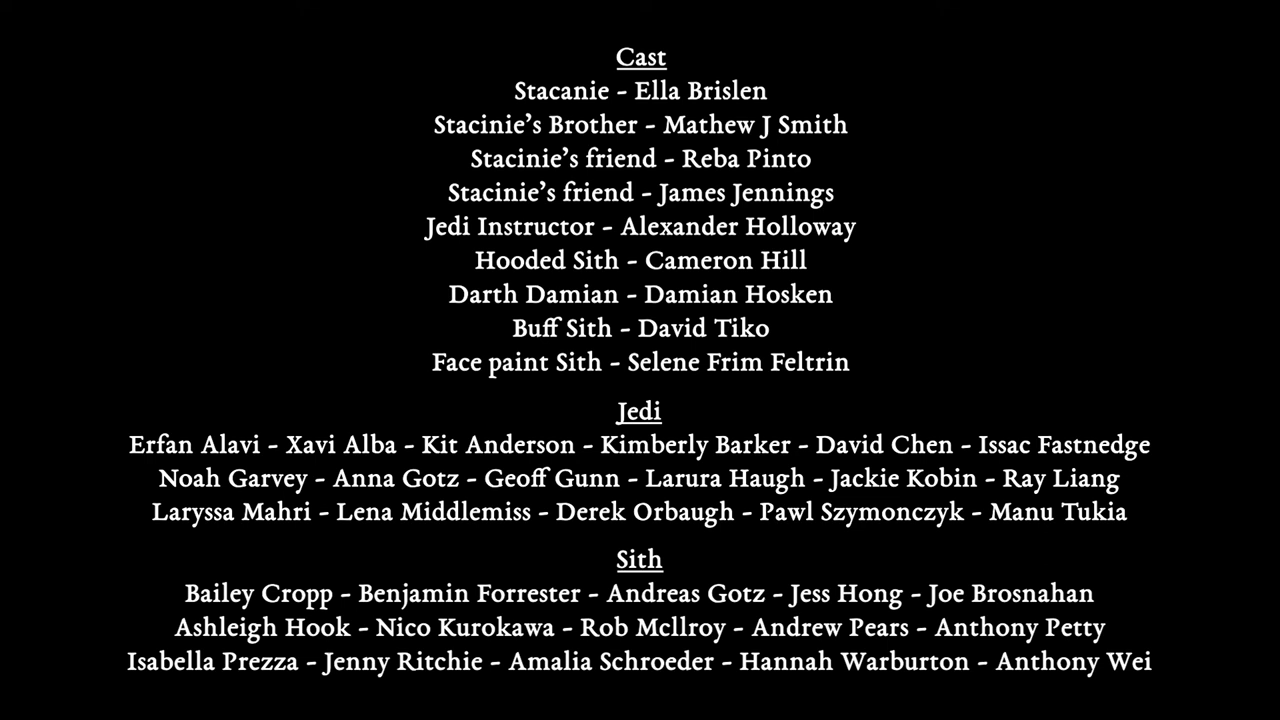 Cast
Stacanie - Ella Brislen
Stacinie's Brother - Mathew J Smith
Stacinie's friend - Reba Pinto
Stacinie's friend - James Jennings
Jedi Instructor - Alexander Holloway
Hooded Sith - Cameron Hill
Darth Damian - Damian Hosken
Buff Sith - David Tiko
Face paint Sith - Selene Frim Feltrin
Jedi
Erfan Alavi - Xavi Alba - Kit Anderson - Kimberly Barker - David Chen - Issac Fastnedge
Noah Garvey - Anna Gotz - Geoff Gunn - Larura Haugh - Jackie Kobin - Ray Liang
Laryssa Mahri - Lena Middlemiss - Derek Orbaugh - Pawl Szymonczyk - Manu Tukia
Sith
Bailey Cropp - Benjamin Forrester - Andreas Gotz - Jess Hong - Joe Brosnahan
Ashleigh Hook - Nico Kurokawa - Rob Mcllroy - Andrew Pears - Anthony Petty
Isabella Prezza - Jenny Ritchie - Amalia Schroeder - Hannah Warburton - Anthony Wei